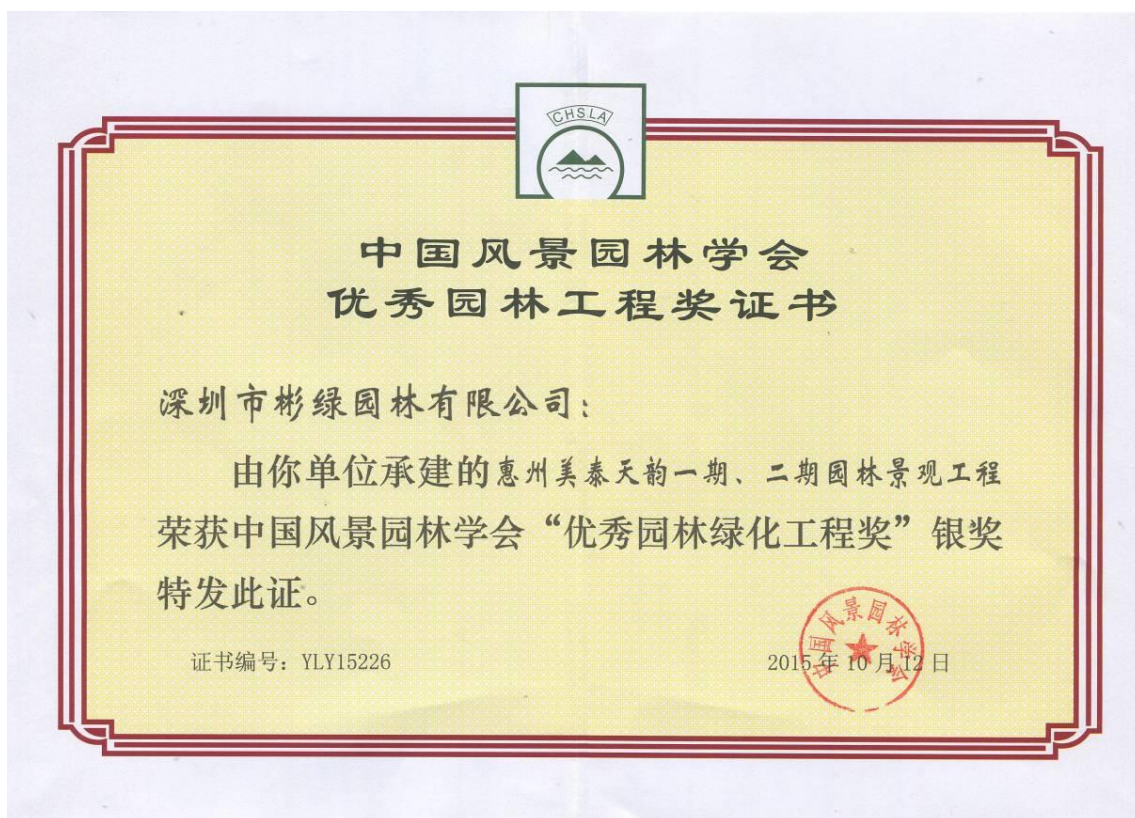 CHSLA
中国风景园林学会
优秀园林工程奖证书
深圳市彬绿园林有限公司：
由你单位承建的惠州美泰天韵一期、二期园林景观工程
荣获中国风景园林学会“优秀园林绿化工程奖”银奖
特发此证。
证书编号：YLY15226
2015年10月12日
中国风景园林学会